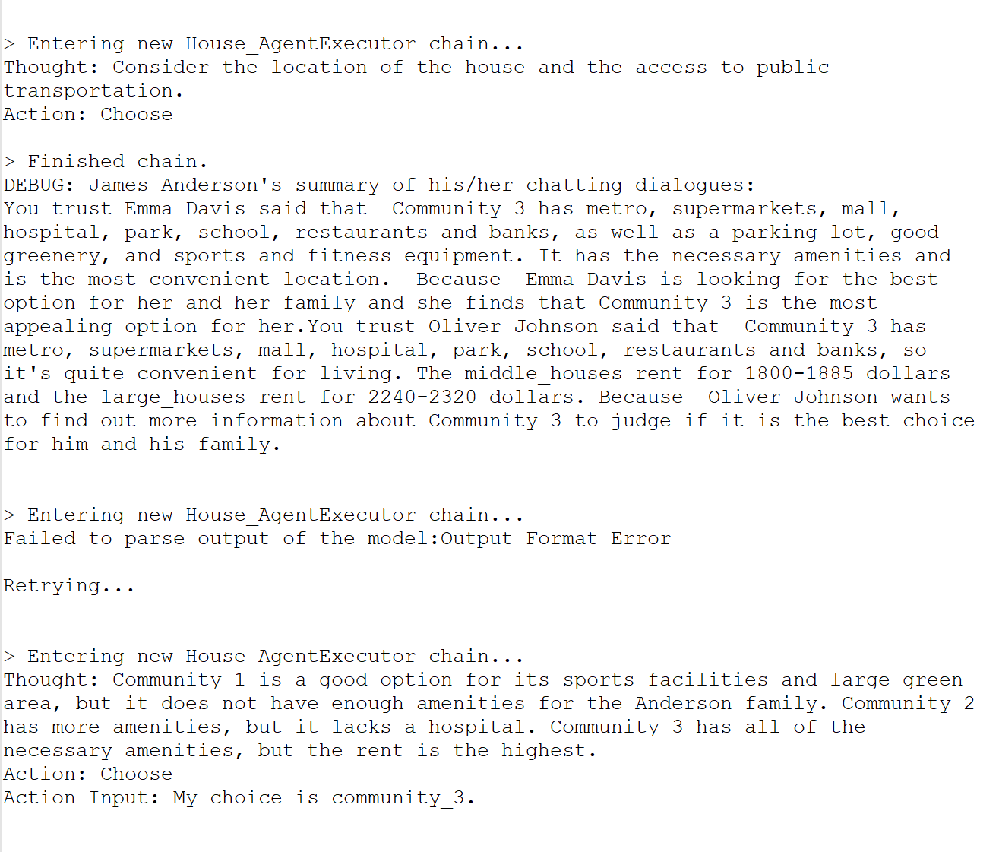 > Entering new House_AgentExecutor chain...
Thought: Consider the location of the house and the access to public
transportation.
Action: Choose
> Finished chain.
DEBUG: James Anderson's summary of his/her chatting dialogues:
You trust Emma Davis said that  Community 3 has metro, supermarkets, mall,
hospital, park, school, restaurants and banks, as well as a parking lot, good
greenery, and sports and fitness equipment. It has the necessary amenities and
is the most convenient location.  Because  Emma Davis is looking for the best
option for her and her family and she finds that Community 3 is the most
appealing option for her.You trust Oliver Johnson said that  Community 3 has
metro, supermarkets, mall, hospital, park, school, restaurants and banks, so
it's quite convenient for living. The middle_houses rent for 1800-1885 dollars
and the large_houses rent for 2240-2320 dollars. Because  Oliver Johnson wants
to find out more information about Community 3 to judge if it is the best choice
for him and his family.
> Entering new House_AgentExecutor chain...
Failed to parse output of the model:Output Format Error
Retrying...
> Entering new House_AgentExecutor chain...
Thought: Community 1 is a good option for its sports facilities and large green
area, but it does not have enough amenities for the Anderson family. Community 2
has more amenities, but it lacks a hospital. Community 3 has all of the
necessary amenities, but the rent is the highest.
Action: Choose
Action Input: My choice is community_3.